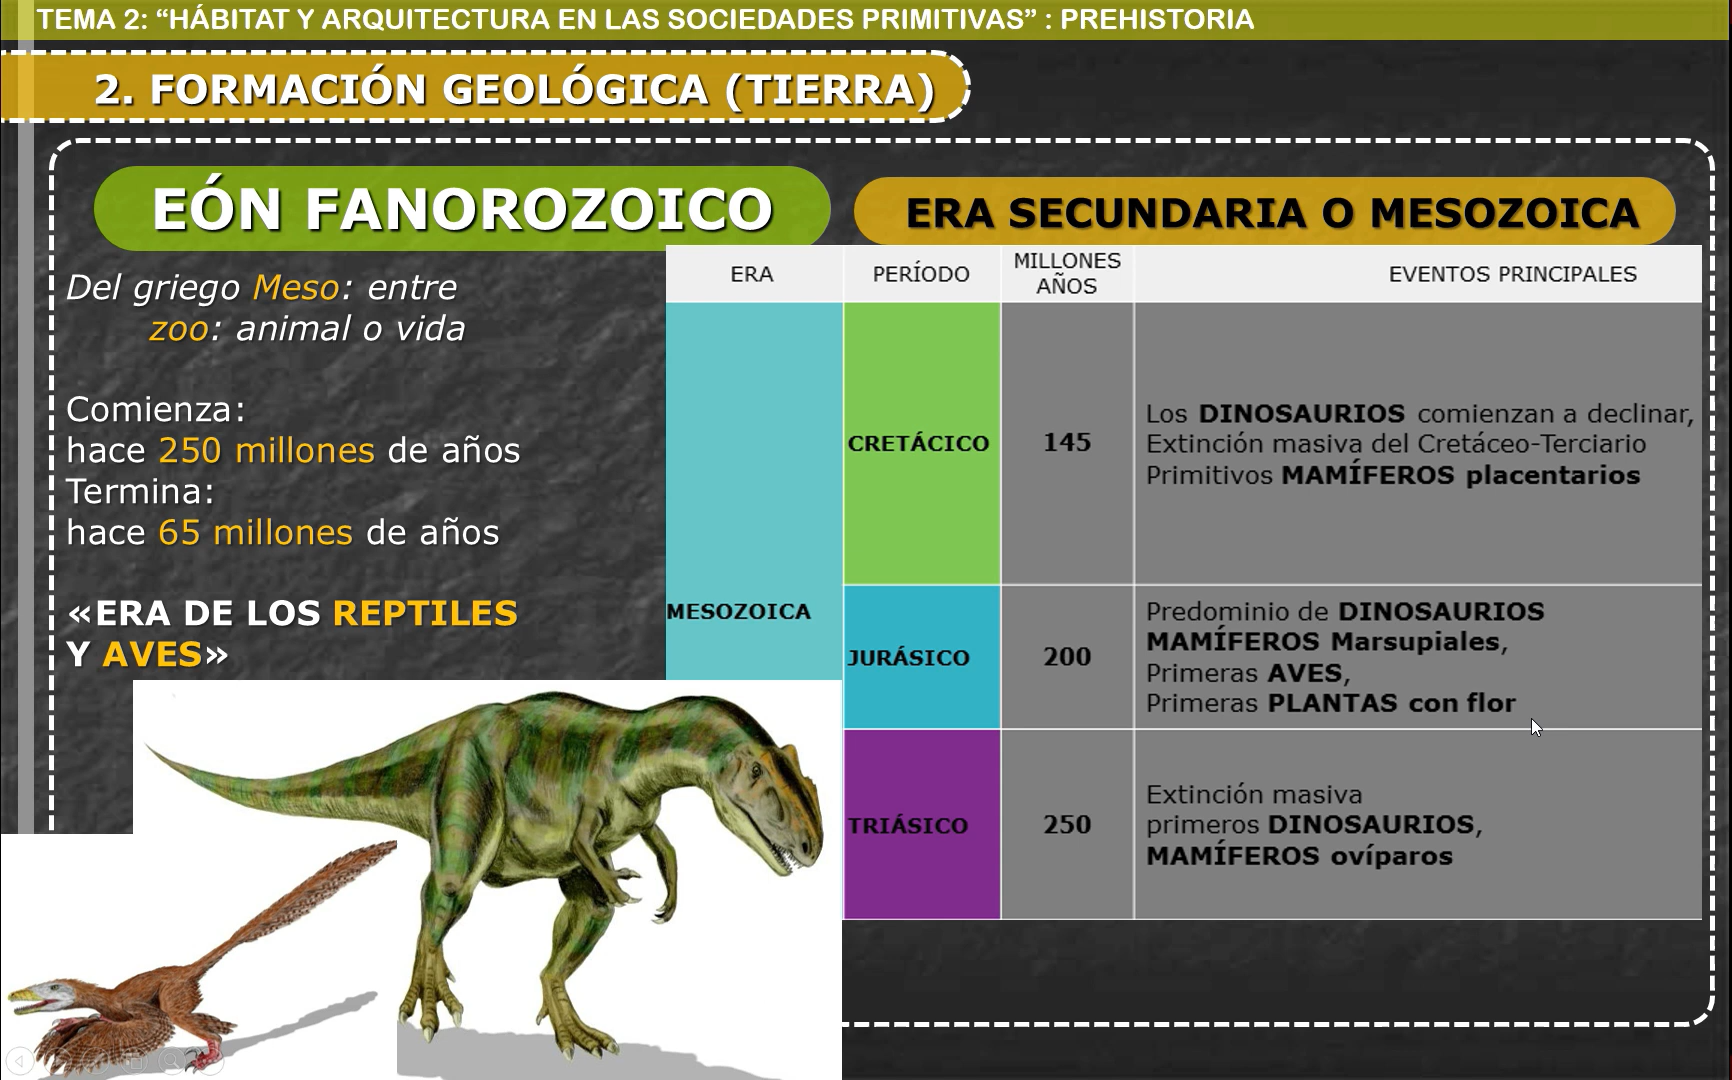 TEMA 2: “HÁBITAT Y ARQUITECTURA EN LAS SOCIEDADES PRIMITIVAS” : PREHISTORIA
2. FORMACIÓN GEOLÓGICA (TIERRA)
EÓN FANOROZOICO
ERA SECUNDARIA O MESOZOICA
Del griego Meso: entre
zoo: animal o vida
Comienza:
hace 250 millones de años
Termina:
hace 65 millones de años
«ERA DE LOS REPTILES
Y AVES»
ERA
PERÍODO
MILLONES
AÑOS
EVENTOS PRINCIPALES
MESOZOICA
CRETÁCICO
145
Los DINOSAURIOS comienzan a declinar,
Extinción masiva del Cretáceo-Terciario
Primitivos MAMÍFEROS placentarios
JURÁSICO
200
Predominio de DINOSAURIOS
MAMÍFEROS Marsupiales,
Primeras AVES,
Primeras PLANTAS con flor
TRIÁSICO
250
Extinción masiva
primeros DINOSAURIOS,
MAMÍFEROS ovíparos